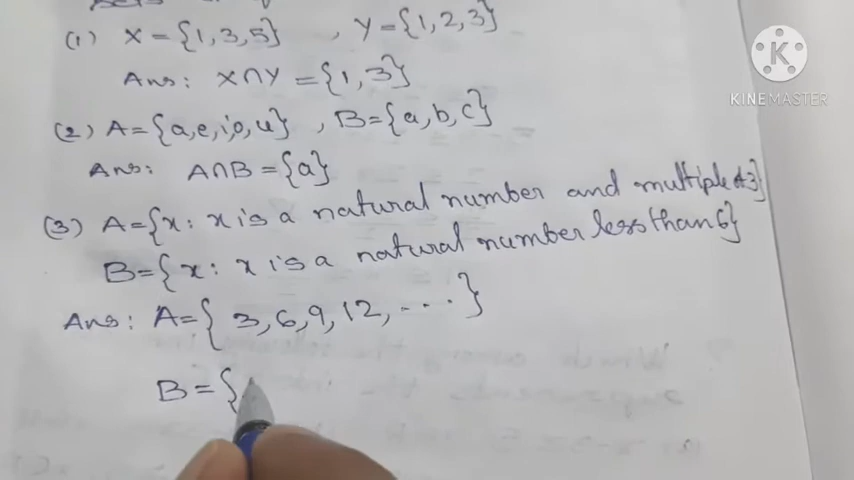 (1) X={1,3,5} , Y={1,2,3}
Ans: X∩Y={1,3}
(2) A={a,e,i,o,u} , B={a,b,c}
Ans: A∩B={a}
(3) A={x: x is a natural number and multiple of 3}
B={x: x is a natural number less than 6}
Ans: A={3,6,9,12,....}
B={
KINEMASTER